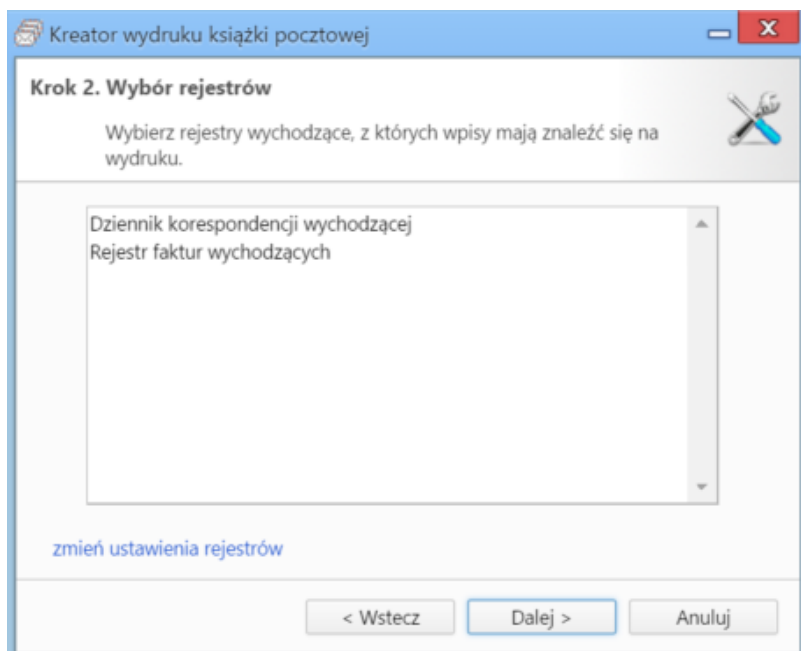 Kreator wydruku książki pocztowej
Krok 2. Wybór rejestrów
Wybierz rejestry wychodzące, z których wpisy mają znaleźć się na
wydruku.
Dziennik korespondencji wychodzącej
Rejestr faktur wychodzących
zmień ustawienia rejestrów
< Wstecz
Dalej >
Anuluj